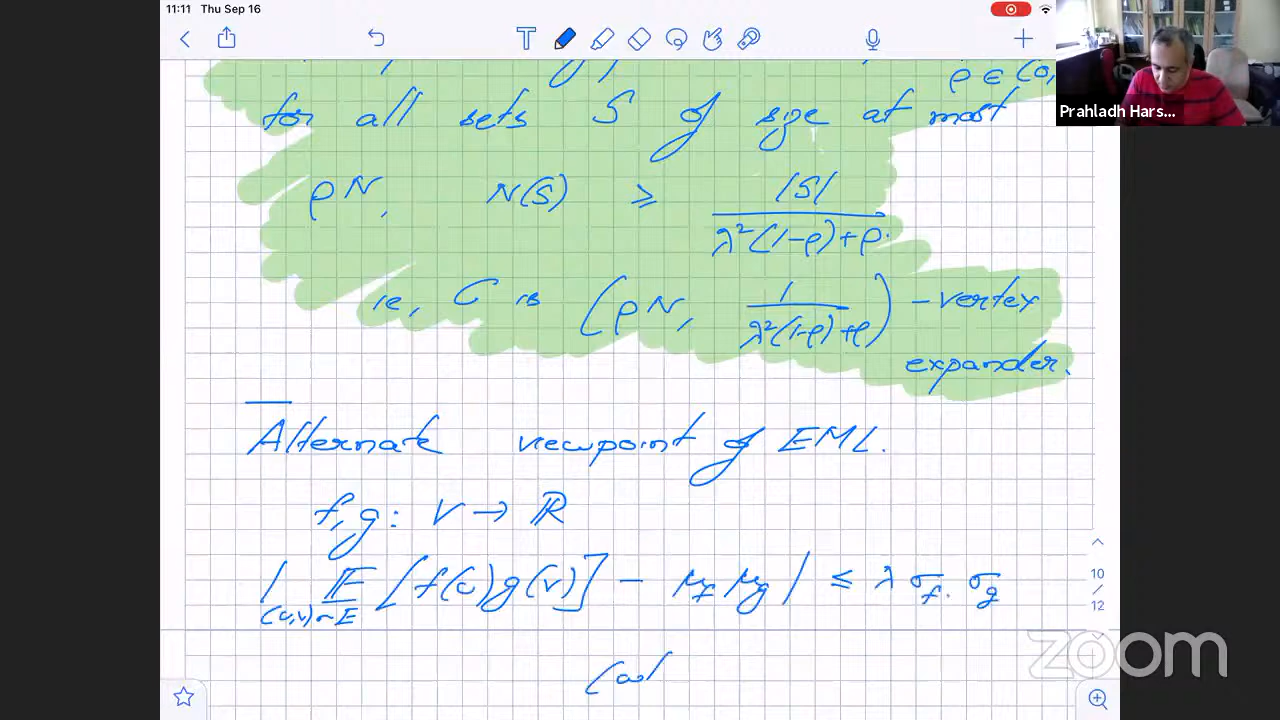 11:11 Thu Sep 16
ρ ∈ (0,
for all sets S of size at most
ρN, N(S) ≥ |S| / (λ²(1-ρ)+ρ.
ie, G is (ρN, 1 / (λ²(1-ρ)+ρ)) - vertex
expander.
Alternate viewpoint of EML.
f, g: V → ℝ
| 𝔼 (u,v)~E [f(u)g(v)] - μ_f μ_g | ≤ λ σ_f. σ_g
(al
Prahladh Hars...
10
/
12
zoom